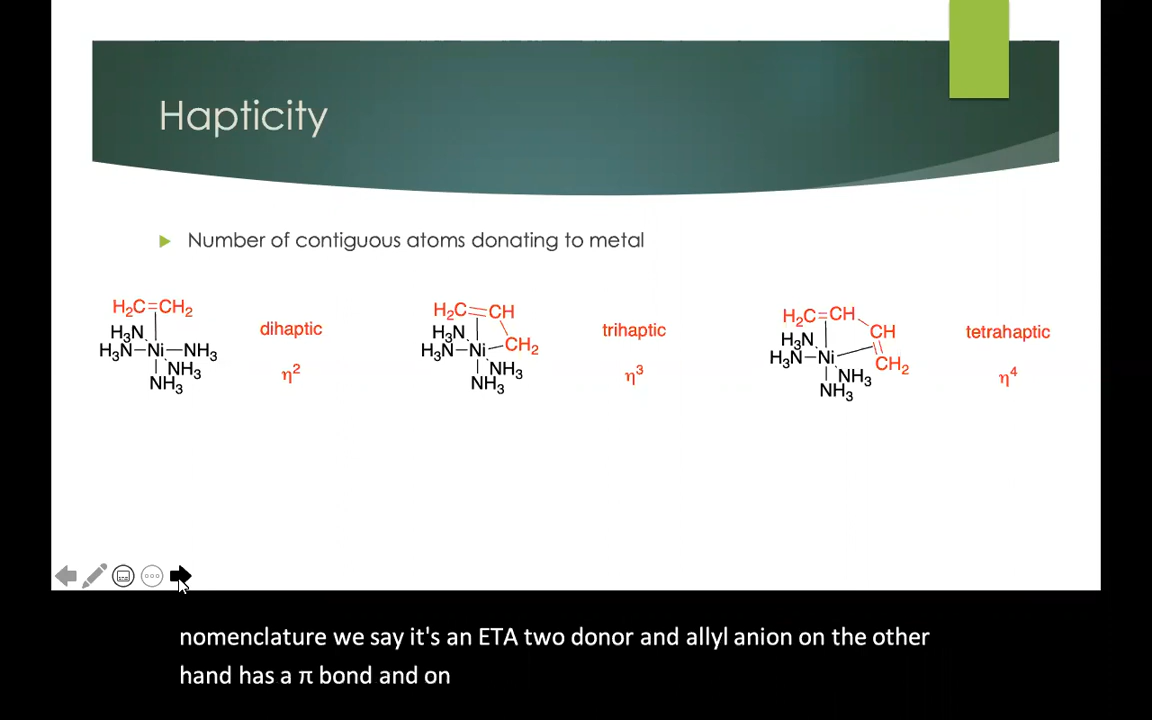 Hapticity
Number of contiguous atoms donating to metal
H₂C=CH₂
H₃N
H₃N—Ni—NH₃
NH₃
NH₃
dihaptic
η²
H₂C=CH
H₃N
H₃N—Ni
CH₂
NH₃
NH₃
trihaptic
η³
H₂C=CH
CH
H₃N
H₃N—Ni
CH₂
NH₃
NH₃
tetrahaptic
η⁴
nomenclature we say it's an ETA two donor and allyl anion on the other
hand has a π bond and on